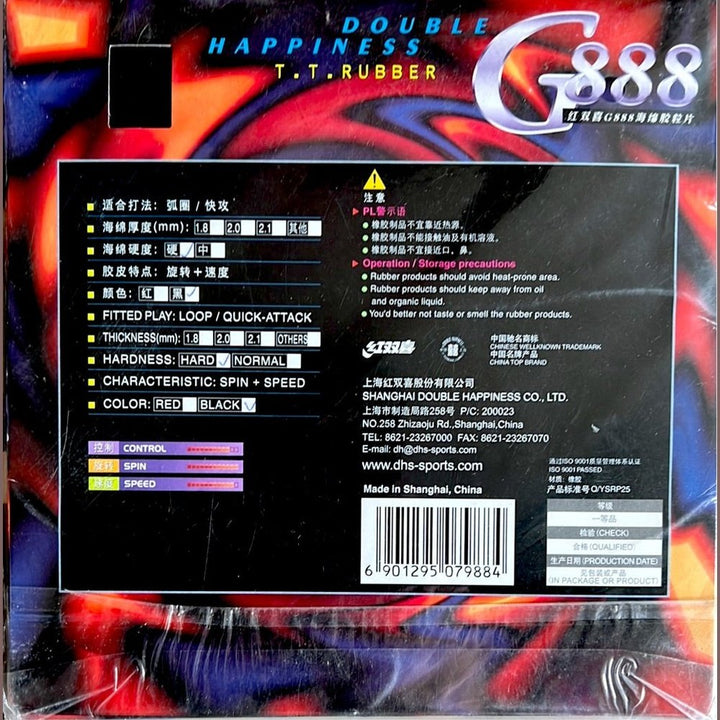 DOUBLE
HAPPINESS
T.T.RUBBER
G888
红双喜G888海绵胶粒片
适合打法: 弧圈 / 快攻
海绵厚度(mm): 1.8 2.0 2.1 其他
海绵硬度: 硬 中
胶皮特点: 旋转+速度
颜色: 红 黑
FITTED PLAY: LOOP / QUICK-ATTACK
THICKNESS(mm): 1.8 2.0 2.1 OTHERS
HARDNESS: HARD NORMAL
CHARACTERISTIC: SPIN + SPEED
COLOR: RED BLACK
控制 CONTROL
旋转 SPIN
速度 SPEED
注意
PL警示语
橡胶制品不宜靠近热源。
橡胶制品不能接触油及有机溶液。
橡胶制品不宜接近口、鼻。
Operation / Storage precautions
Rubber products should avoid heat-prone area.
Rubber products should keep away from oil
and organic liquid.
You'd better not taste or smell the rubber products.
红双喜
中国驰名商标
CHINESE WELLKNOWN TRADEMARK
中国名牌产品
CHINA TOP BRAND
上海红双喜股份有限公司
SHANGHAI DOUBLE HAPPINESS CO., LTD.
上海市制造局路258号 P/C: 200023
NO.258 Zhizaoju Rd.,Shanghai,China
TEL: 8621-23267000 FAX: 8621-23267070
E-mail: dh@dhs-sports.com
www.dhs-sports.com
Made in Shanghai, China
6 901295 079884
通过ISO 9001质量管理体系认证
ISO 9001 PASSED
材质: 橡胶
产品标准号 Q/YSRP25
等级
一等品
检验(CHECK)
合格(QUALIFIED)
生产日期(PRODUCTION DATE)
见包装或产品
(IN PACKAGE OR PRODUCT)